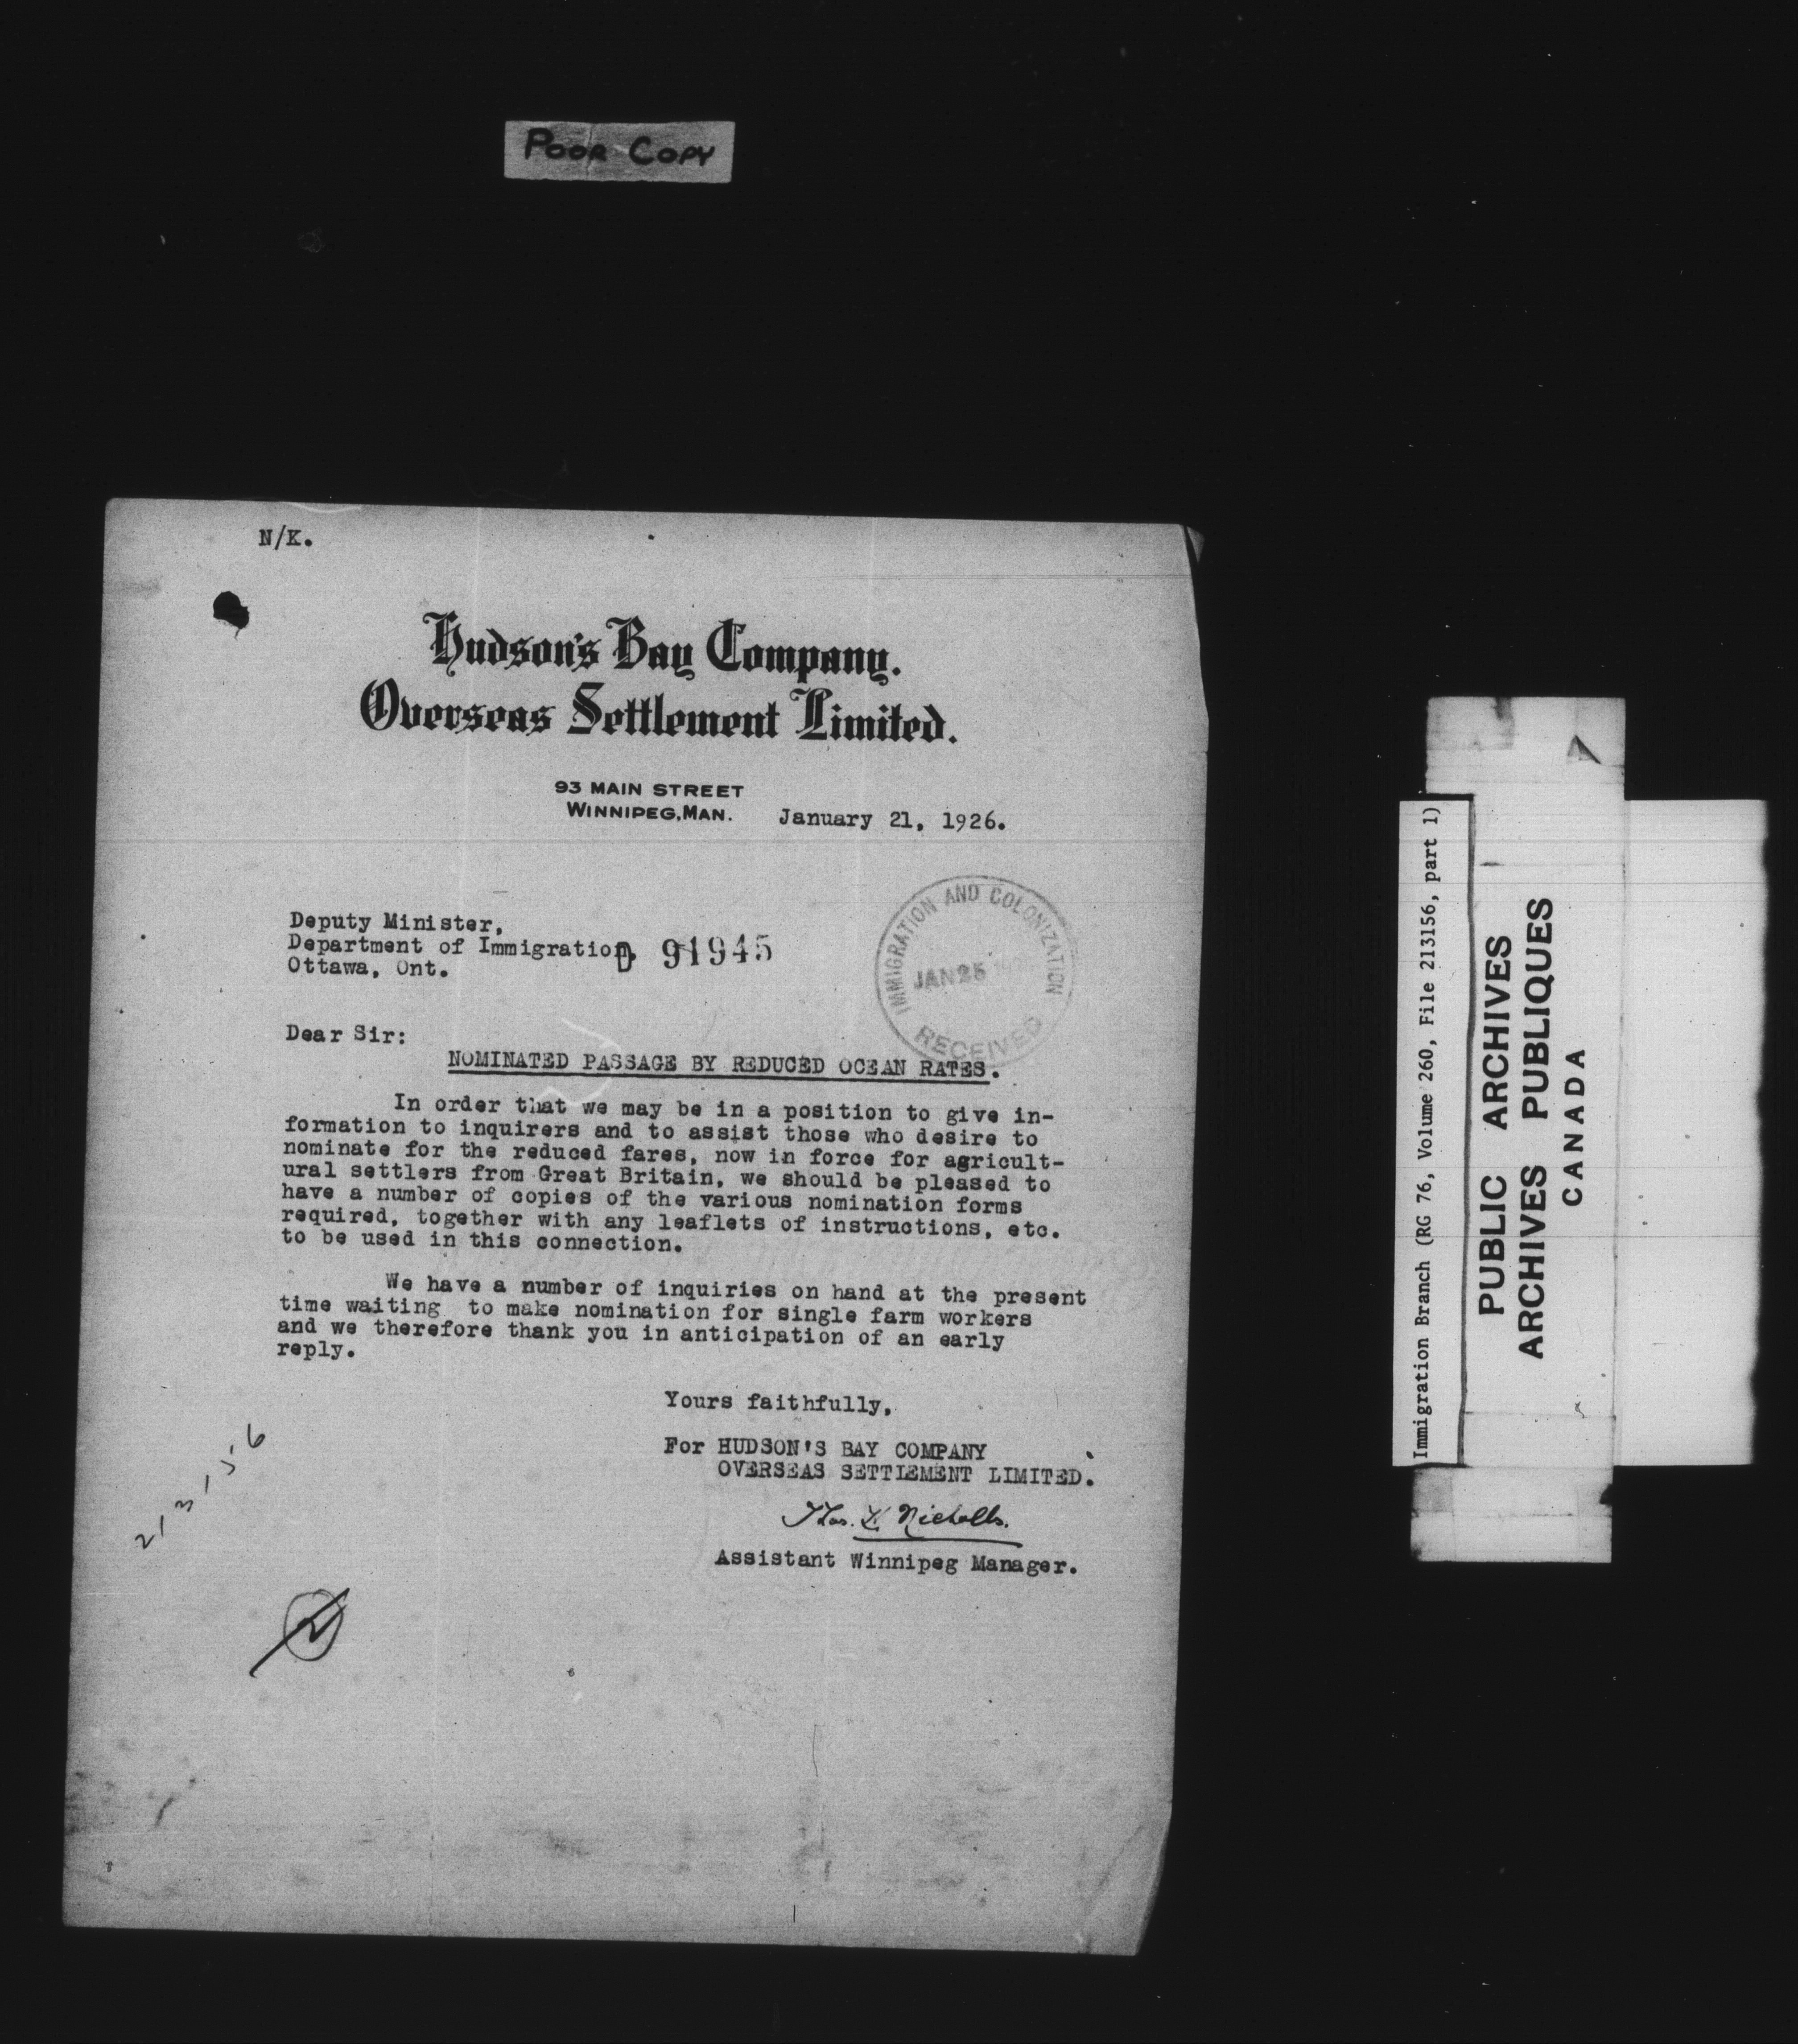 POOR COPY
N/K.
Hudson's Bay Company.
Overseas Settlement Limited.
93 MAIN STREET
WINNIPEG, MAN.
January 21, 1926.
Deputy Minister,
Department of Immigration,
Ottawa, Ont.
D 91945
IMMIGRATION AND COLONIZATION
JAN 25
RECEIVED
Dear Sir:
NOMINATED PASSAGE BY REDUCED OCEAN RATES.
In order that we may be in a position to give in-
formation to inquirers and to assist those who desire to
nominate for the reduced fares, now in force for agricult-
ural settlers from Great Britain, we should be pleased to
have a number of copies of the various nomination forms
required, together with any leaflets of instructions, etc.
to be used in this connection.
We have a number of inquiries on hand at the present
time waiting to make nomination for single farm workers
and we therefore thank you in anticipation of an early
reply.
Yours faithfully,
For HUDSON'S BAY COMPANY
OVERSEAS SETTLEMENT LIMITED.
Thos. Nicholls.
Assistant Winnipeg Manager.
213156
Immigration Branch (RG 76, Volume 260, File 213156, part 1)
PUBLIC ARCHIVES
ARCHIVES PUBLIQUES
CANADA